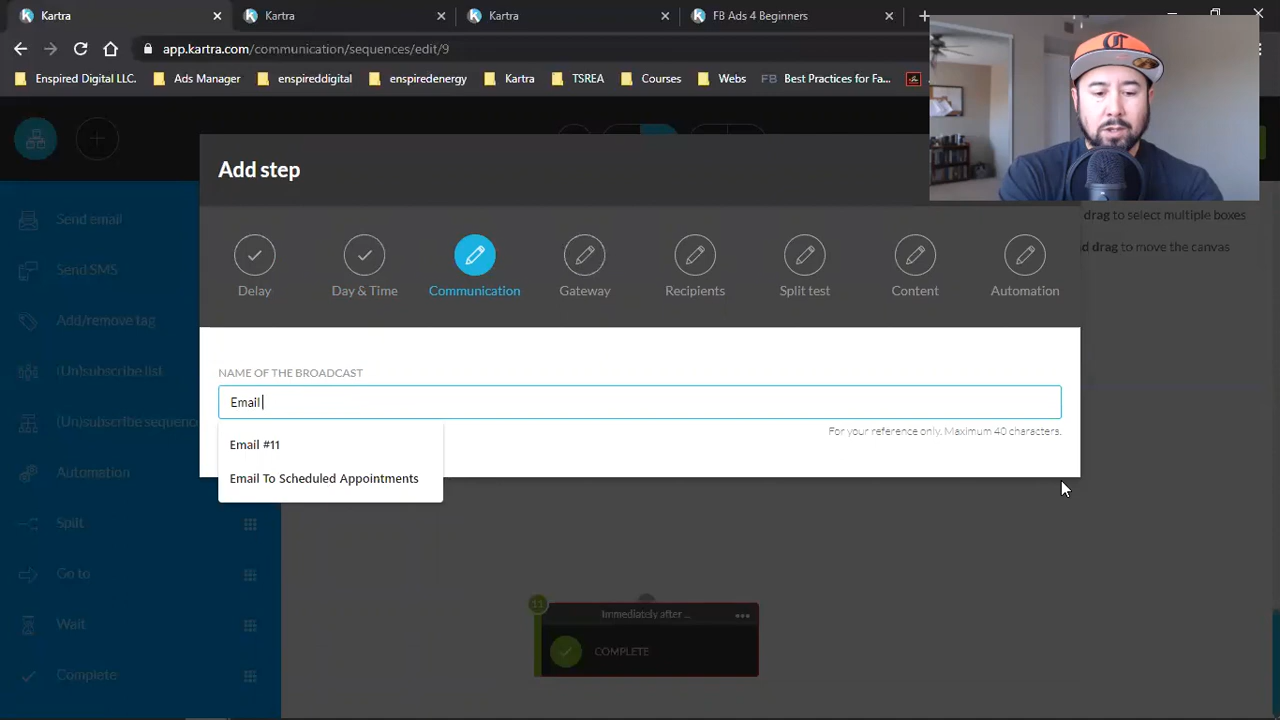 Kartra
Kartra
Kartra
FB Ads 4 Beginners
app.kartra.com/communication/sequences/edit/9
Enspired Digital LLC.
Ads Manager
enspireddigital
enspiredenergy
Kartra
TSREA
Courses
Webs
FB Best Practices for Fa...
Add step
drag to select multiple boxes
d drag to move the canvas
Send email
Send SMS
Add/remove tag
(Un)subscribe list
(Un)subscribe sequenc
Automation
Split
Go to
Wait
Complete
Delay
Day & Time
Communication
Gateway
Recipients
Split test
Content
Automation
NAME OF THE BROADCAST
Email
For your reference only. Maximum 40 characters.
Email #11
Email To Scheduled Appointments
11
Immediately after ...
COMPLETE